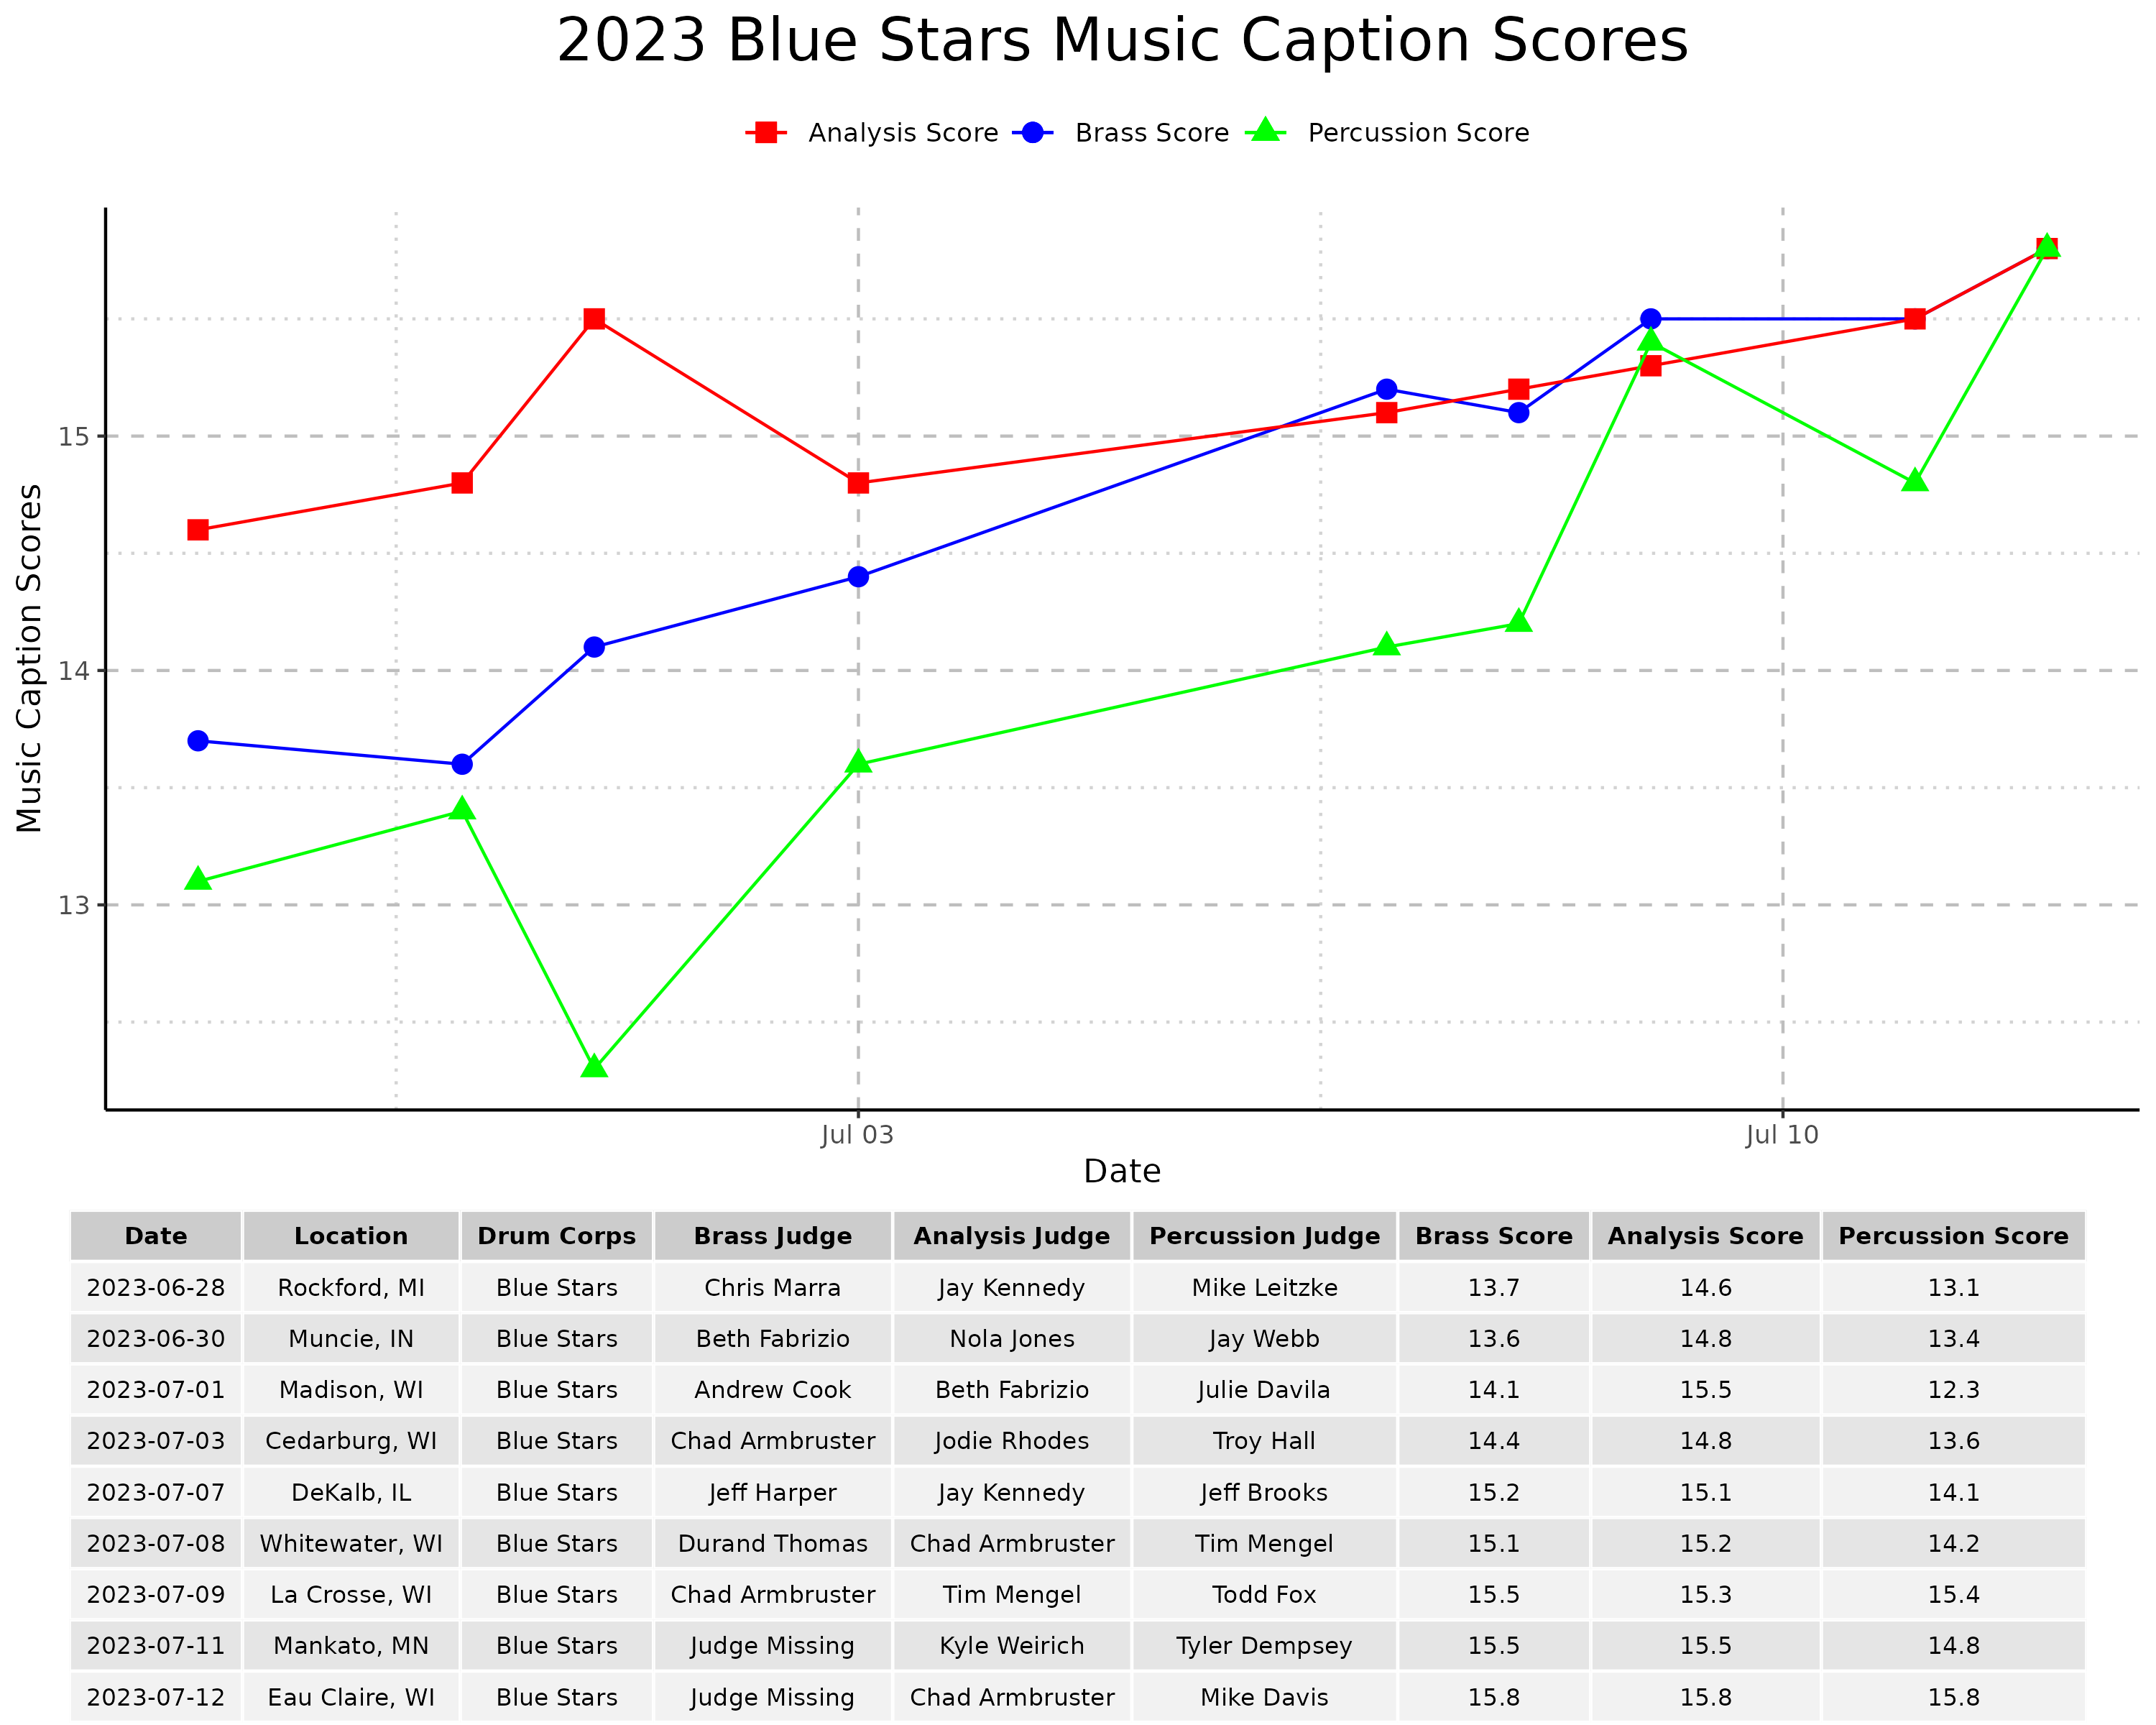 2023 Blue Stars Music Caption Scores
Analysis Score Brass Score Percussion Score
Music Caption Scores
15
14
13
Jul 03 Jul 10
Date
Date Location Drum Corps Brass Judge Analysis Judge Percussion Judge Brass Score Analysis Score Percussion Score
2023-06-28 Rockford, MI Blue Stars Chris Marra Jay Kennedy Mike Leitzke 13.7 14.6 13.1
2023-06-30 Muncie, IN Blue Stars Beth Fabrizio Nola Jones Jay Webb 13.6 14.8 13.4
2023-07-01 Madison, WI Blue Stars Andrew Cook Beth Fabrizio Julie Davila 14.1 15.5 12.3
2023-07-03 Cedarburg, WI Blue Stars Chad Armbruster Jodie Rhodes Troy Hall 14.4 14.8 13.6
2023-07-07 DeKalb, IL Blue Stars Jeff Harper Jay Kennedy Jeff Brooks 15.2 15.1 14.1
2023-07-08 Whitewater, WI Blue Stars Durand Thomas Chad Armbruster Tim Mengel 15.1 15.2 14.2
2023-07-09 La Crosse, WI Blue Stars Chad Armbruster Tim Mengel Todd Fox 15.5 15.3 15.4
2023-07-11 Mankato, MN Blue Stars Judge Missing Kyle Weirich Tyler Dempsey 15.5 15.5 14.8
2023-07-12 Eau Claire, WI Blue Stars Judge Missing Chad Armbruster Mike Davis 15.8 15.8 15.8